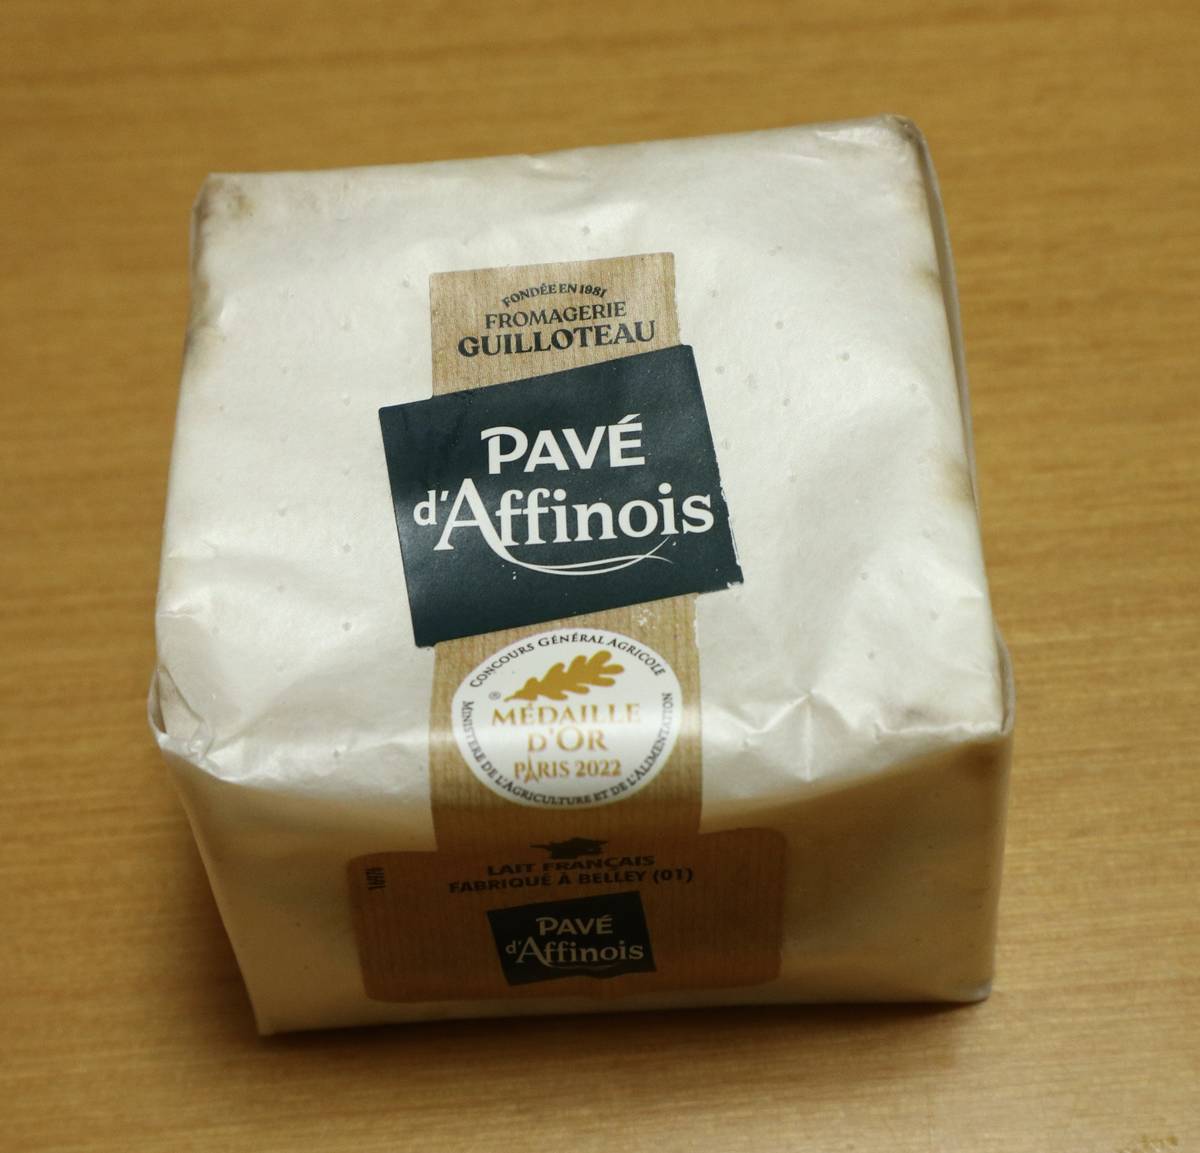 FONDÉE EN 1981
FROMAGERIE
GUILLOTEAU
PAVÉ
d'Affinois
CONCOURS GÉNÉRAL AGRICOLE
®
MÉDAILLE
D'OR
PARIS 2022
MINISTÈRE DE L'AGRICULTURE ET DE L'ALIMENTATION
LAIT FRANÇAIS
FABRIQUÉ À BELLEY (01)
PAVÉ
d'Affinois